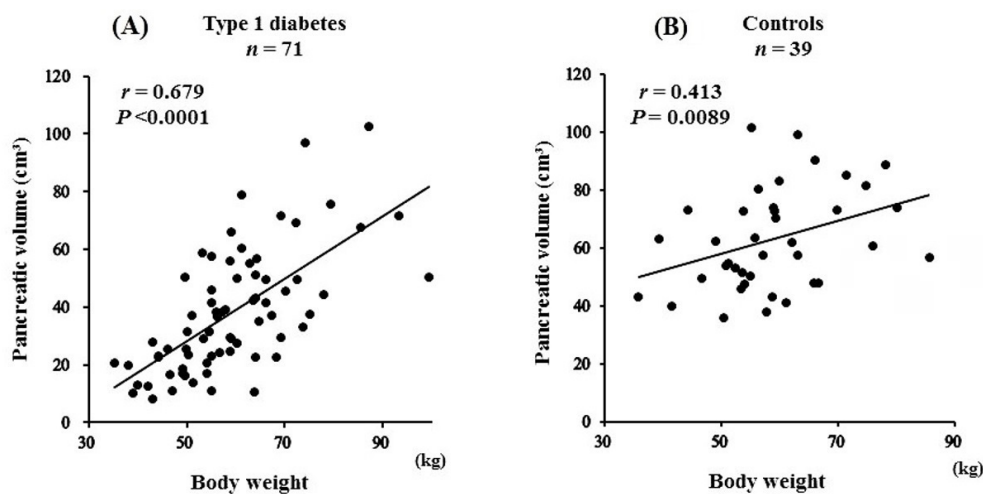 (A)
Type 1 diabetes
n = 71
r = 0.679
P <0.0001
Pancreatic volume (cm³)
120
100
80
60
40
20
0
30
50
70
90
(kg)
Body weight
(B)
Controls
n = 39
r = 0.413
P = 0.0089
Pancreatic volume (cm³)
120
100
80
60
40
20
0
30
50
70
90
(kg)
Body weight